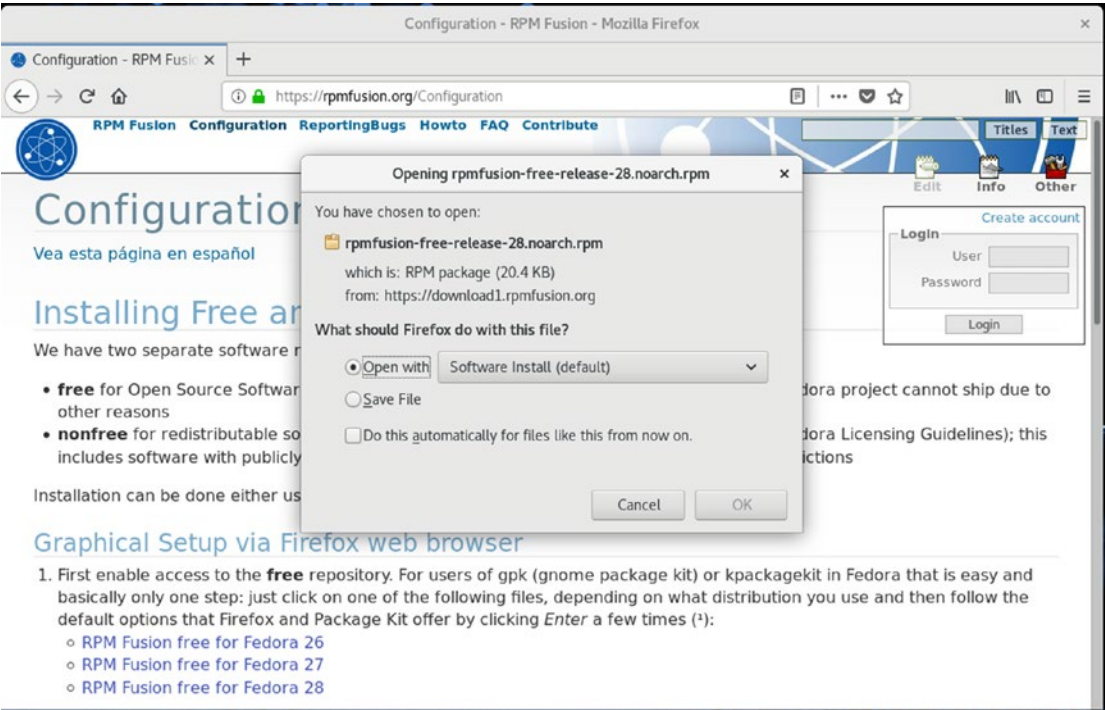 Configuration - RPM Fusion - Mozilla Firefox
Configuration - RPM Fusio
https://rpmfusion.org/Configuration
RPM Fusion Configuration ReportingBugs Howto FAQ Contribute
Titles Text
Edit Info Other
Create account
Login
User
Password
Login
Configuration
Vea esta página en español
Installing Free ar
We have two separate software r
• free for Open Source Softwar
dora project cannot ship due to
other reasons
• nonfree for redistributable so
dora Licensing Guidelines); this
includes software with publicly
ictions
Installation can be done either us
Opening rpmfusion-free-release-28.noarch.rpm
You have chosen to open:
rpmfusion-free-release-28.noarch.rpm
which is: RPM package (20.4 KB)
from: https://download1.rpmfusion.org
What should Firefox do with this file?
Open with Software Install (default)
Save File
Do this automatically for files like this from now on.
Cancel OK
Graphical Setup via Firefox web browser
1. First enable access to the free repository. For users of gpk (gnome package kit) or kpackagekit in Fedora that is easy and
basically only one step: just click on one of the following files, depending on what distribution you use and then follow the
default options that Firefox and Package Kit offer by clicking Enter a few times (¹):
◦ RPM Fusion free for Fedora 26
◦ RPM Fusion free for Fedora 27
◦ RPM Fusion free for Fedora 28